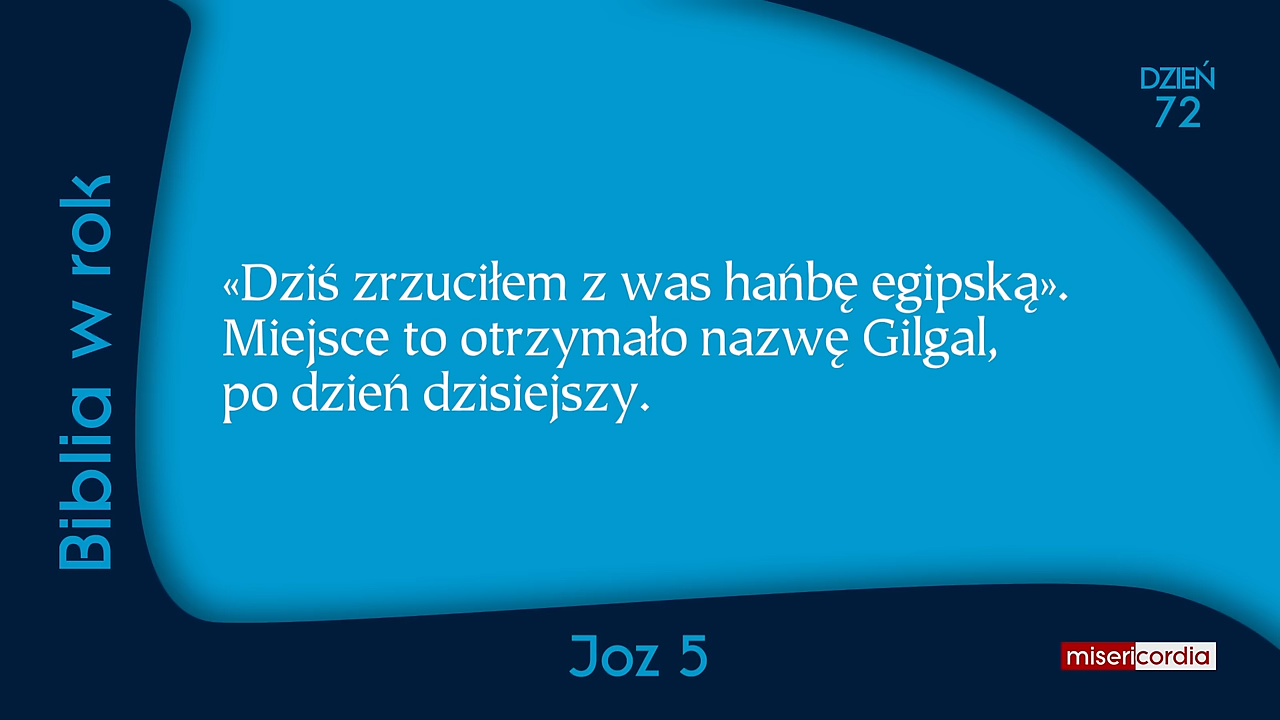 DZIEŃ
72
Biblia w rok
«Dziś zrzuciłem z was hańbę egipską».
Miejsce to otrzymało nazwę Gilgal,
po dzień dzisiejszy.
Joz 5
misericordia